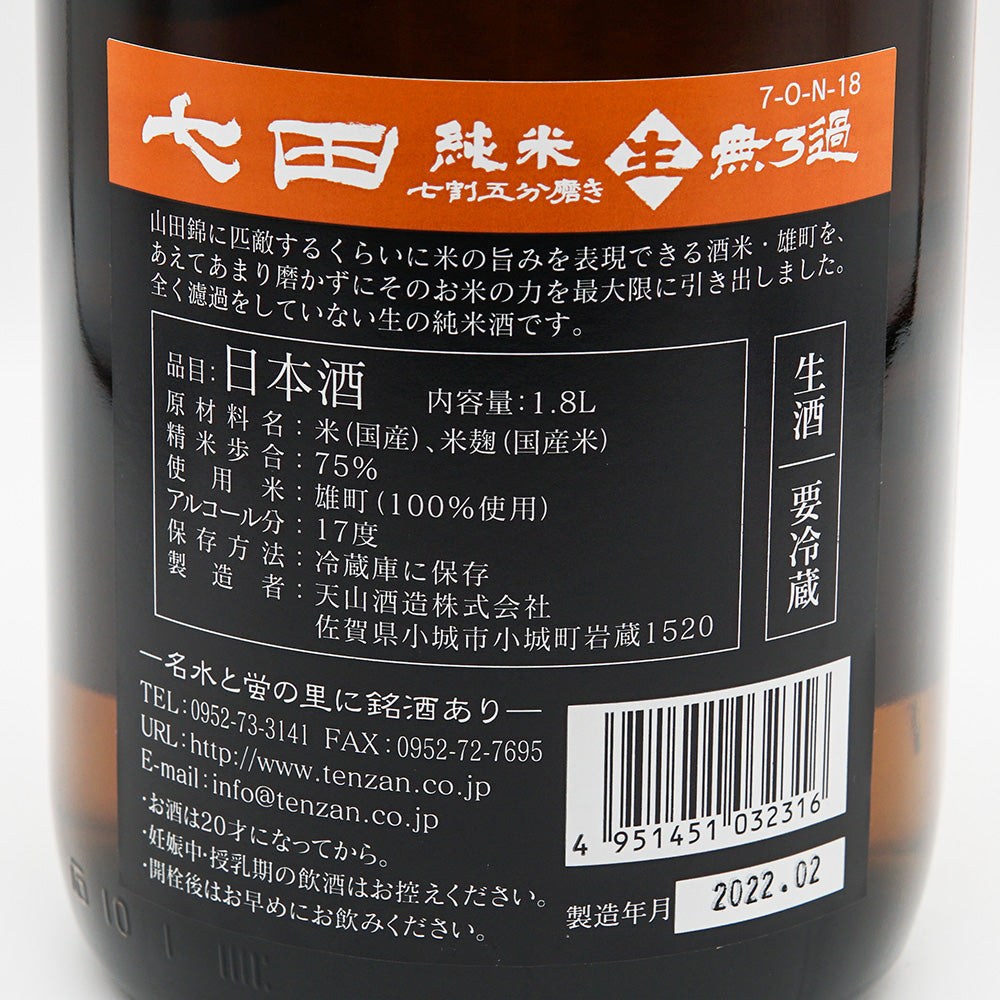 7-O-N-18
七田 純米 生 無ろ過
七割五分磨き
山田錦に匹敵するくらいに米の旨みを表現できる酒米・雄町を、
あえてあまり磨かずにそのお米の力を最大限に引き出しました。
全く濾過をしていない生の純米酒です。
品目:日本酒 内容量:1.8L
原材料名:米(国産)、米麹(国産米)
精米歩合:75%
使用米:雄町(100%使用)
アルコール分:17度
保存方法:冷蔵庫に保存
製造者:天山酒造株式会社
佐賀県小城市小城町岩蔵1520
生酒
要冷蔵
―名水と蛍の里に銘酒あり―
TEL:0952-73-3141 FAX:0952-72-7695
URL:http://www.tenzan.co.jp
E-mail:info@tenzan.co.jp
・お酒は20才になってから。
・妊娠中・授乳期の飲酒はお控えください。
・開栓後はお早めにお飲みください。
4 951451 032316
製造年月 2022.02